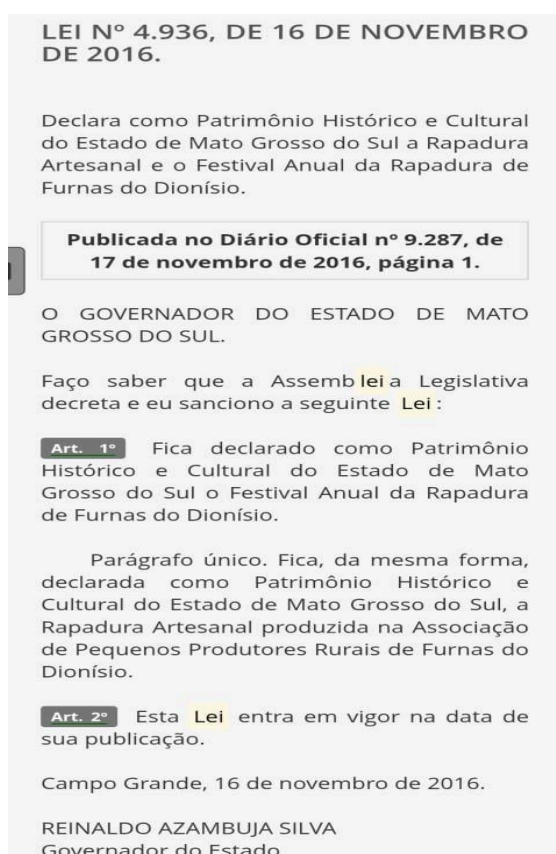 LEI Nº 4.936, DE 16 DE NOVEMBRO
DE 2016.
Declara como Patrimônio Histórico e Cultural
do Estado de Mato Grosso do Sul a Rapadura
Artesanal e o Festival Anual da Rapadura de
Furnas do Dionísio.
Publicada no Diário Oficial nº 9.287, de
17 de novembro de 2016, página 1.
O GOVERNADOR DO ESTADO DE MATO
GROSSO DO SUL.
Faço saber que a Assembleia Legislativa
decreta e eu sanciono a seguinte Lei:
Art. 1º Fica declarado como Patrimônio
Histórico e Cultural do Estado de Mato
Grosso do Sul o Festival Anual da Rapadura
de Furnas do Dionísio.
Parágrafo único. Fica, da mesma forma,
declarada como Patrimônio Histórico e
Cultural do Estado de Mato Grosso do Sul, a
Rapadura Artesanal produzida na Associação
de Pequenos Produtores Rurais de Furnas do
Dionísio.
Art. 2º Esta Lei entra em vigor na data de
sua publicação.
Campo Grande, 16 de novembro de 2016.
REINALDO AZAMBUJA SILVA
Governador do Estado